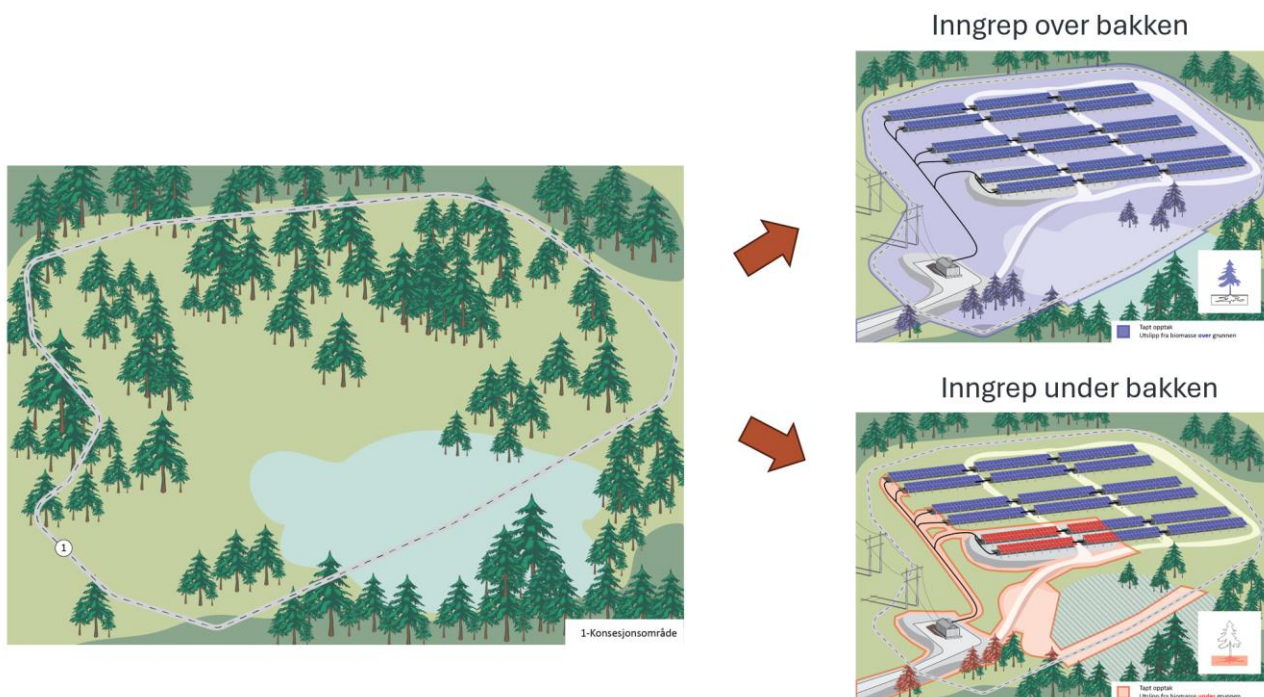 Inngrep over bakken
Tapt opptak
Utslipp fra biomasse over grunnen
1
1-Konsesjonsområde
Inngrep under bakken
Tapt opptak
Utslipp fra biomasse under grunnen